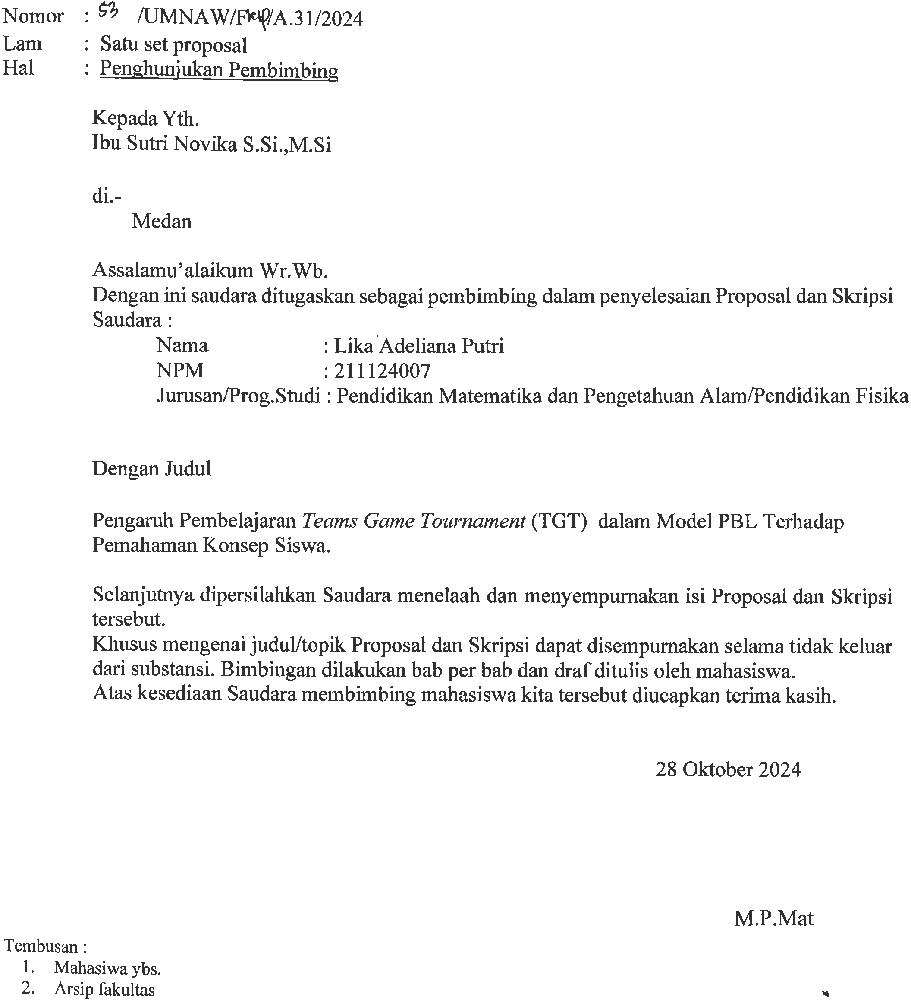 Nomor : 53 /UMNAW/FKIP/A.31/2024
Lam : Satu set proposal
Hal : Penghunjukan Pembimbing
Kepada Yth.
Ibu Sutri Novika S.Si.,M.Si
di.-
Medan
Assalamu'alaikum Wr.Wb.
Dengan ini saudara ditugaskan sebagai pembimbing dalam penyelesaian Proposal dan Skripsi
Saudara :
Nama : Lika Adeliana Putri
NPM : 211124007
Jurusan/Prog.Studi : Pendidikan Matematika dan Pengetahuan Alam/Pendidikan Fisika
Dengan Judul
Pengaruh Pembelajaran Teams Game Tournament (TGT) dalam Model PBL Terhadap
Pemahaman Konsep Siswa.
Selanjutnya dipersilahkan Saudara menelaah dan menyempurnakan isi Proposal dan Skripsi
tersebut.
Khusus mengenai judul/topik Proposal dan Skripsi dapat disempurnakan selama tidak keluar
dari substansi. Bimbingan dilakukan bab per bab dan draf ditulis oleh mahasiswa.
Atas kesediaan Saudara membimbing mahasiswa kita tersebut diucapkan terima kasih.
28 Oktober 2024
M.P.Mat
Tembusan :
1. Mahasiwa ybs.
2. Arsip fakultas